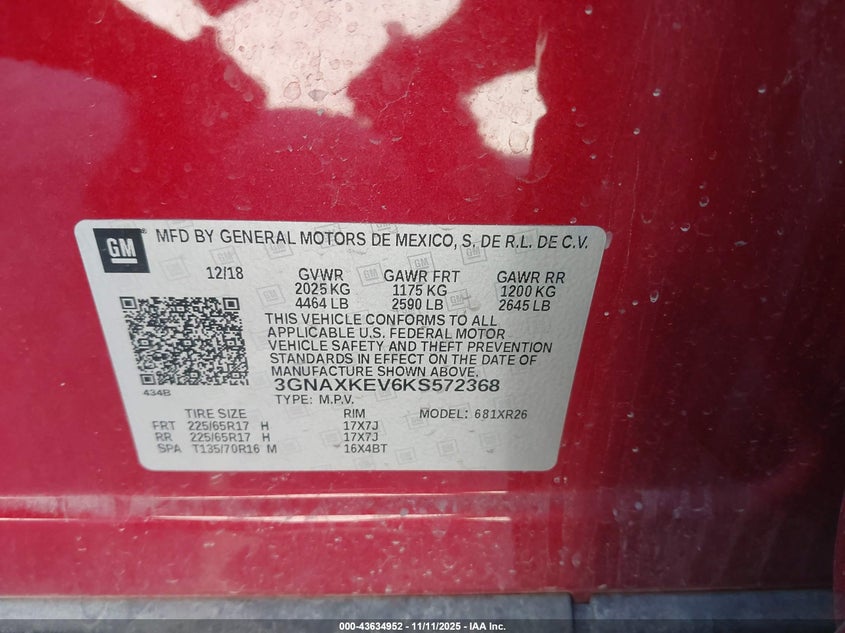 GM MFD BY GENERAL MOTORS DE MEXICO, S. DE R.L. DE C.V.
12/18 GVWR GAWR FRT GAWR RR
2025 KG 1175 KG 1200 KG
4464 LB 2590 LB 2645 LB
THIS VEHICLE CONFORMS TO ALL
APPLICABLE U.S. FEDERAL MOTOR
VEHICLE SAFETY AND THEFT PREVENTION
STANDARDS IN EFFECT ON THE DATE OF
MANUFACTURE SHOWN ABOVE.
434B 3GNAXKEV6KS572368
TYPE: M.P.V.
TIRE SIZE RIM MODEL: 681XR26
FRT 225/65R17 H 17X7J
RR 225/65R17 H 17X7J
SPA T135/70R16 M 16X4BT
000-43634952 - 11/11/2025 - IAA Inc.